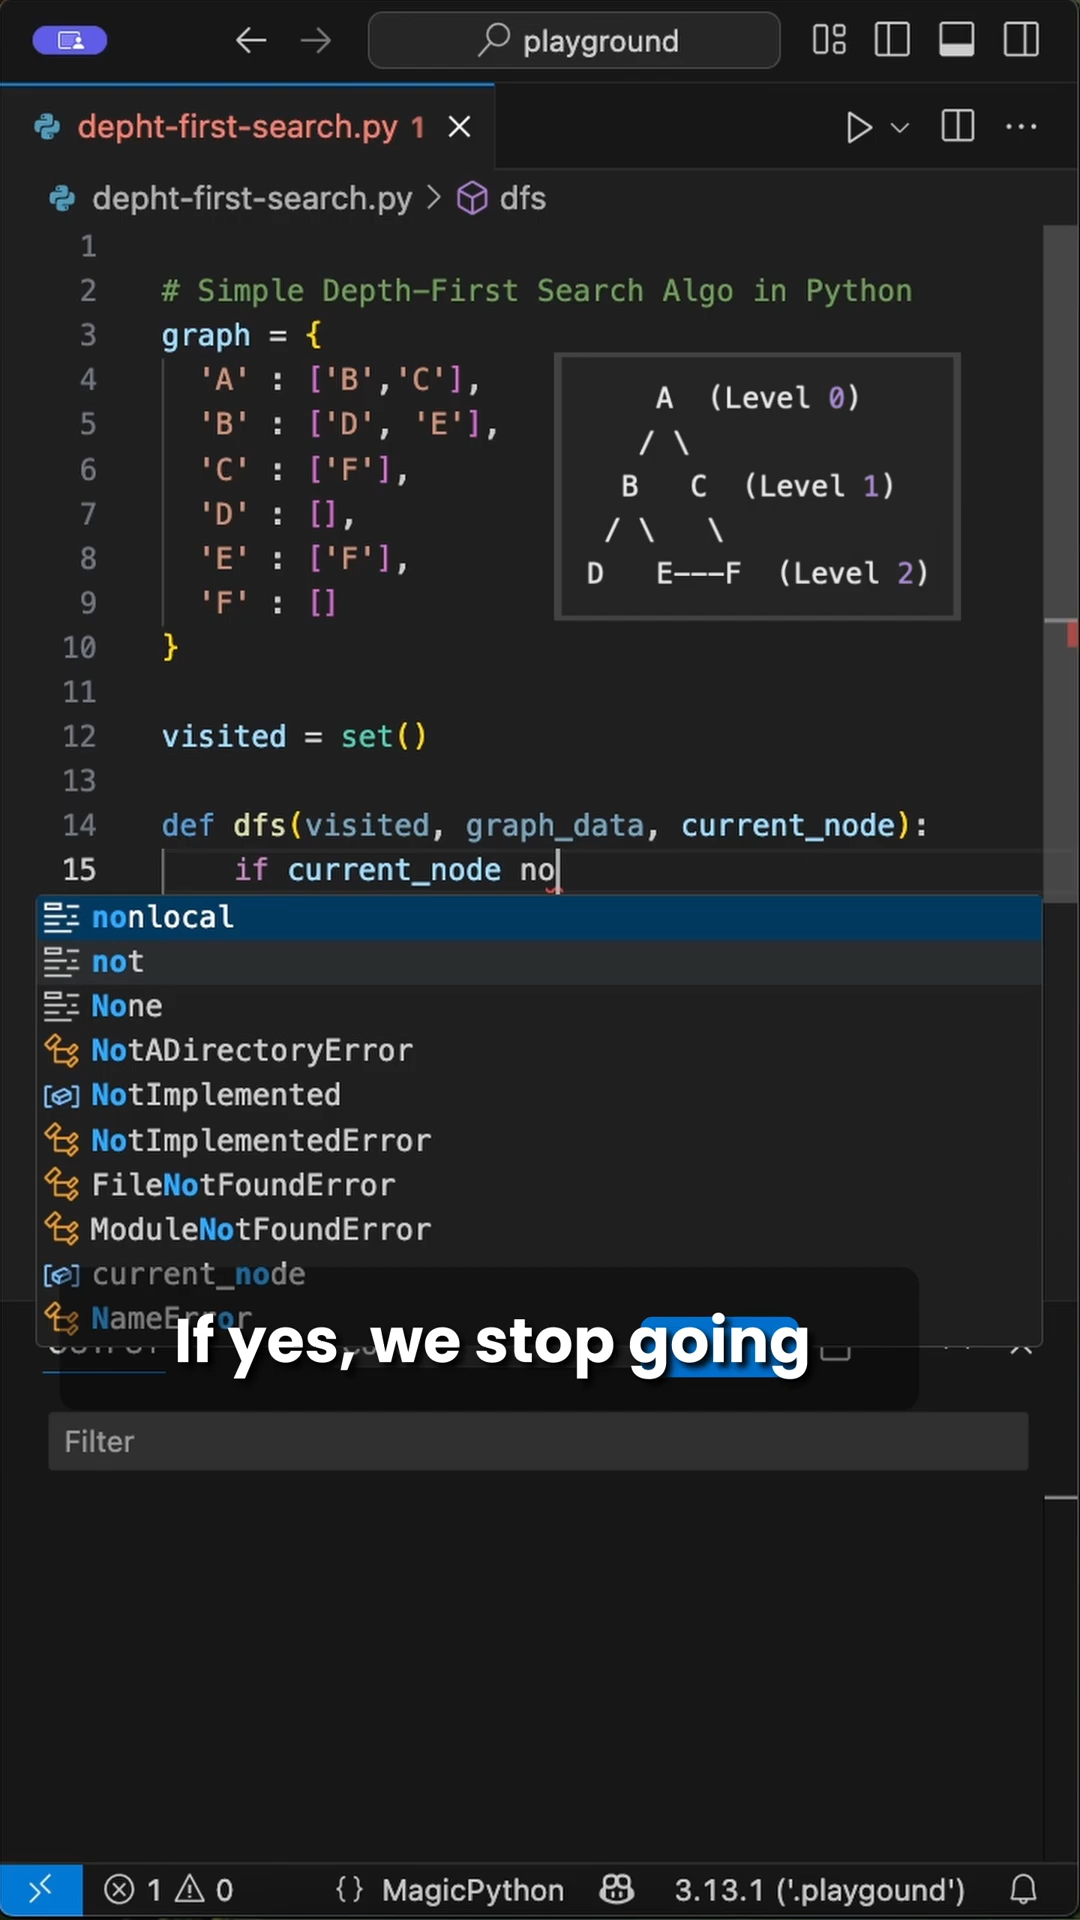 playground
depht-first-search.py 1
depht-first-search.py > dfs
1
2 # Simple Depth-First Search Algo in Python
3 graph = {
4 'A' : ['B','C'],
5 'B' : ['D', 'E'],
6 'C' : ['F'],
7 'D' : [],
8 'E' : ['F'],
9 'F' : []
10 }
A (Level 0)
/ \
B C (Level 1)
/ \ \
D E---F (Level 2)
11
12 visited = set()
13
14 def dfs(visited, graph_data, current_node):
15 if current_node no
nonlocal
not
None
NotADirectoryError
NotImplemented
NotImplementedError
FileNotFoundError
ModuleNotFoundError
current_node
NameError
If yes, we stop going
Filter
1 0 {} MagicPython 3.13.1 ('.playgound')